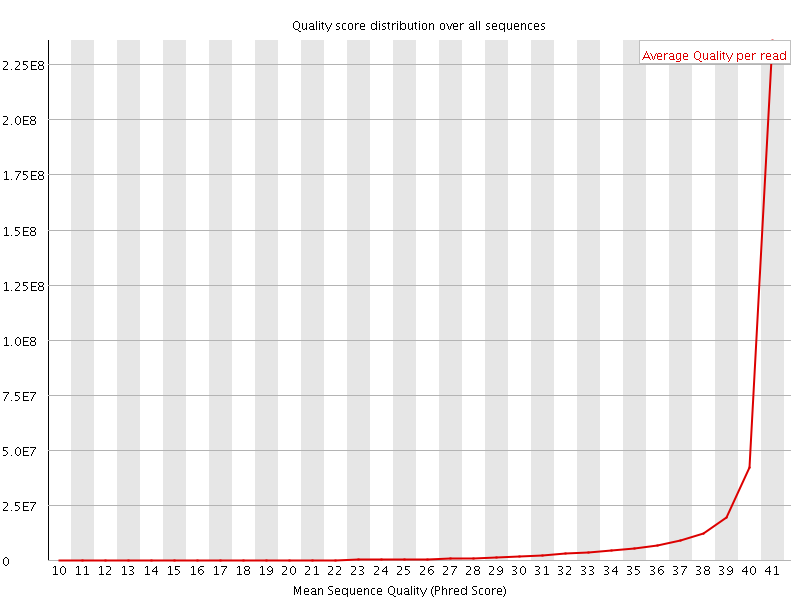 Quality score distribution over all sequences
Average Quality per read
2.25E8
2.0E8
1.75E8
1.5E8
1.25E8
1.0E8
7.5E7
5.0E7
2.5E7
0
10 11 12 13 14 15 16 17 18 19 20 21 22 23 24 25 26 27 28 29 30 31 32 33 34 35 36 37 38 39 40 41
Mean Sequence Quality (Phred Score)